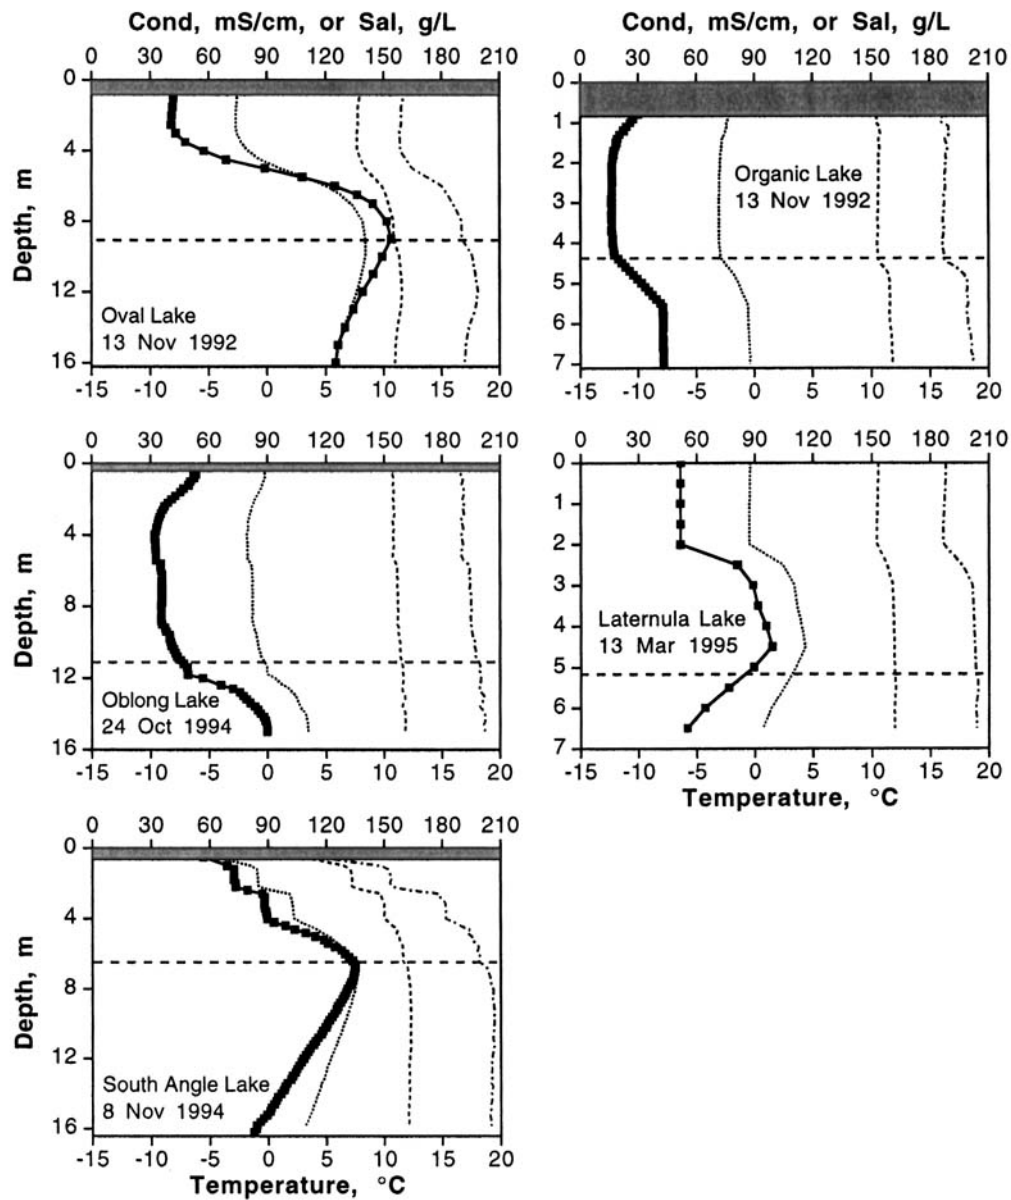 Cond, mS/cm, or Sal, g/L
0 30 60 90 120 150 180 210
0
4
8
12
16
Depth, m
Oval Lake
13 Nov 1992
-15 -10 -5 0 5 10 15 20
Cond, mS/cm, or Sal, g/L
0 30 60 90 120 150 180 210
0
1
2
3
4
5
6
7
Organic Lake
13 Nov 1992
-15 -10 -5 0 5 10 15 20
0 30 60 90 120 150 180 210
0
4
8
12
16
Depth, m
Oblong Lake
24 Oct 1994
-15 -10 -5 0 5 10 15 20
0 30 60 90 120 150 180 210
0
1
2
3
4
5
6
7
Laternula Lake
13 Mar 1995
-15 -10 -5 0 5 10 15 20
Temperature, °C
0 30 60 90 120 150 180 210
0
4
8
12
16
Depth, m
South Angle Lake
8 Nov 1994
-15 -10 -5 0 5 10 15 20
Temperature, °C